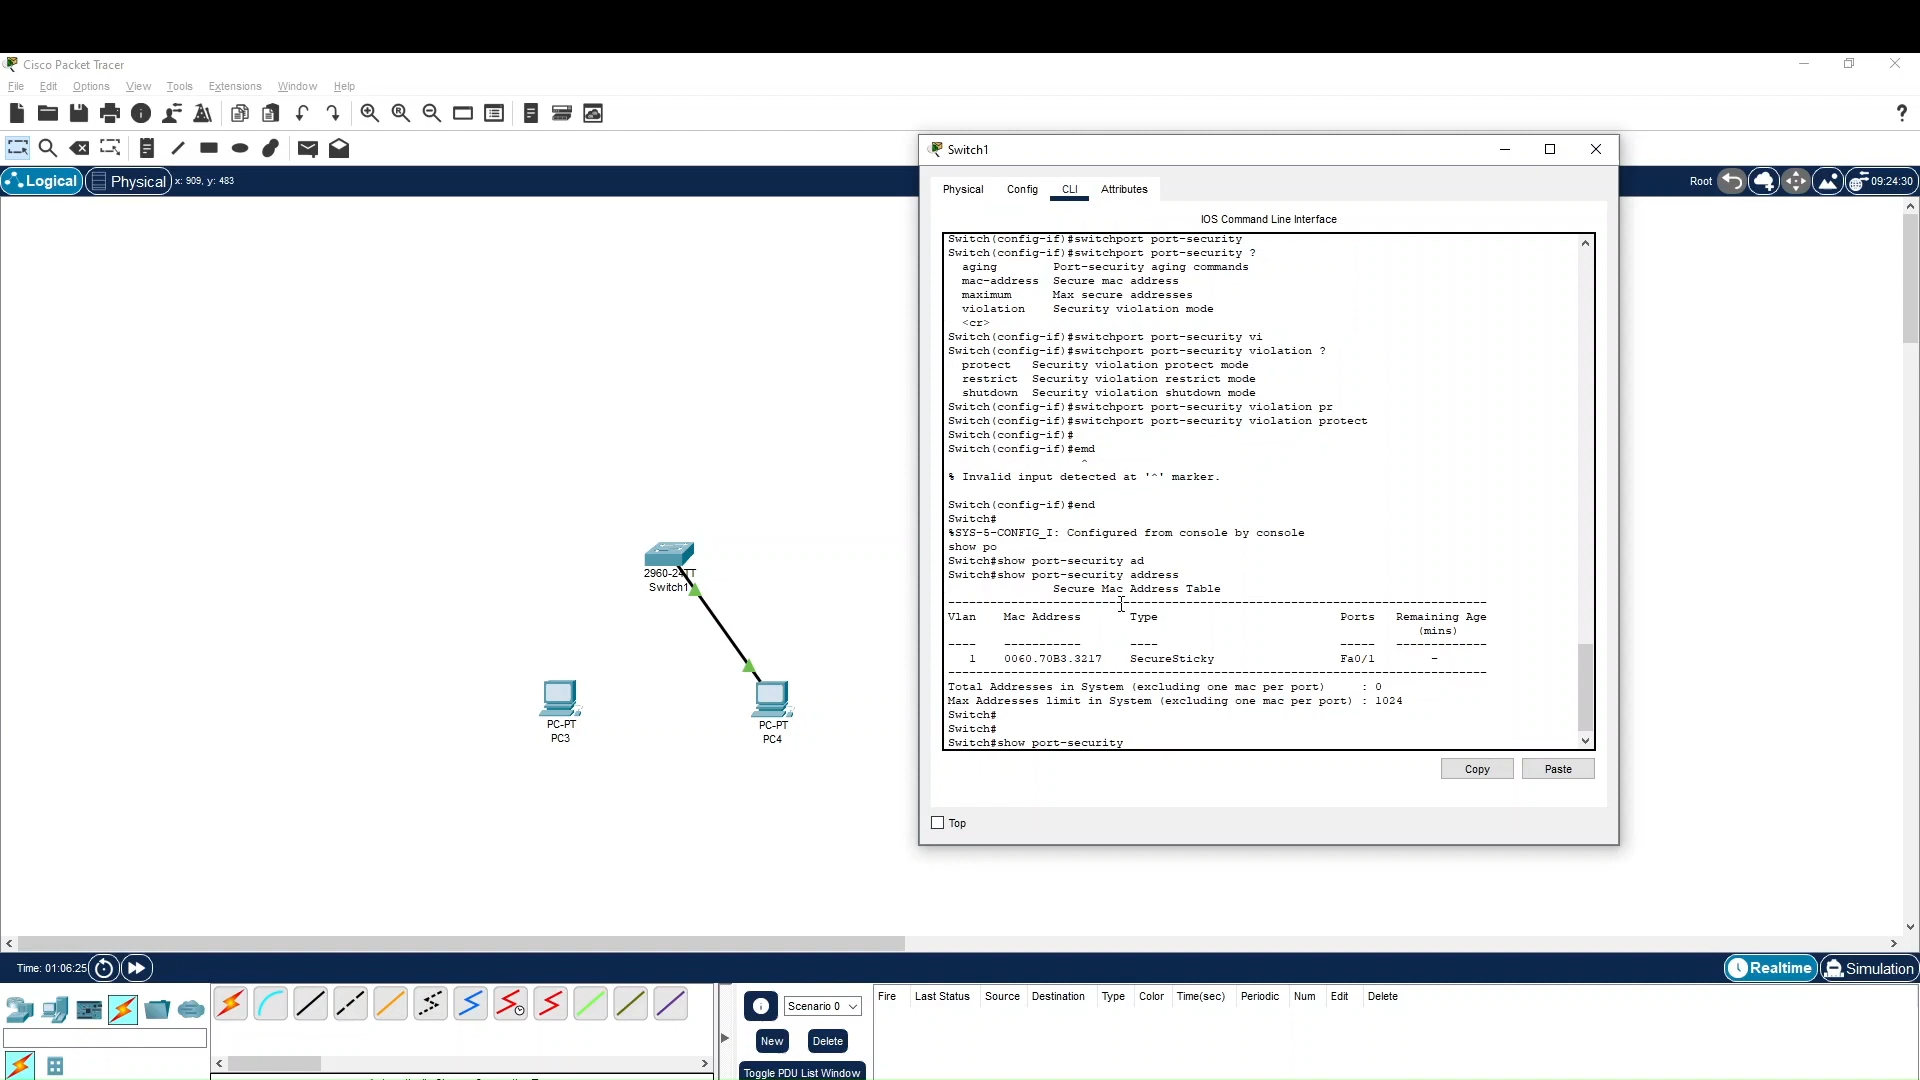 Cisco Packet Tracer
File Edit Options View Tools Extensions Window Help
Logical Physical x: 909, y: 483
Root 09:24:30
Switch1
Physical Config CLI Attributes
IOS Command Line Interface
Switch(config-if)#switchport port-security
Switch(config-if)#switchport port-security ?
aging Port-security aging commands
mac-address Secure mac address
maximum Max secure addresses
violation Security violation mode
<cr>
Switch(config-if)#switchport port-security vi
Switch(config-if)#switchport port-security violation ?
protect Security violation protect mode
restrict Security violation restrict mode
shutdown Security violation shutdown mode
Switch(config-if)#switchport port-security violation pr
Switch(config-if)#switchport port-security violation protect
Switch(config-if)#
Switch(config-if)#emd
^
% Invalid input detected at '^' marker.
Switch(config-if)#end
Switch#
%SYS-5-CONFIG_I: Configured from console by console
show po
Switch#show port-security ad
Switch#show port-security address
Secure Mac Address Table
-----------------------------------------------------------------------------
Vlan Mac Address Type Ports Remaining Age
(mins)
---- ----------- ---- ----- -------------
1 0060.70B3.3217 SecureSticky Fa0/1 -
-----------------------------------------------------------------------------
Total Addresses in System (excluding one mac per port) : 0
Max Addresses limit in System (excluding one mac per port) : 1024
Switch#
Switch#
Switch#show port-security
Copy Paste
Top
2960-24TT
Switch1
PC-PT
PC3
PC-PT
PC4
Time: 01:06:25
Realtime Simulation
Scenario 0
New Delete
Toggle PDU List Window
Fire Last Status Source Destination Type Color Time(sec) Periodic Num Edit Delete